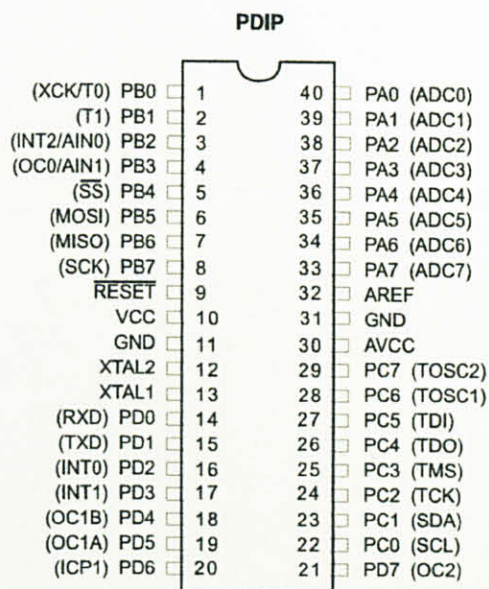 PDIP
(XCK/T0) PB0 1 40 PA0 (ADC0)
(T1) PB1 2 39 PA1 (ADC1)
(INT2/AIN0) PB2 3 38 PA2 (ADC2)
(OC0/AIN1) PB3 4 37 PA3 (ADC3)
(S̅S̅) PB4 5 36 PA4 (ADC4)
(MOSI) PB5 6 35 PA5 (ADC5)
(MISO) PB6 7 34 PA6 (ADC6)
(SCK) PB7 8 33 PA7 (ADC7)
R̅E̅S̅E̅T̅ 9 32 AREF
VCC 10 31 GND
GND 11 30 AVCC
XTAL2 12 29 PC7 (TOSC2)
XTAL1 13 28 PC6 (TOSC1)
(RXD) PD0 14 27 PC5 (TDI)
(TXD) PD1 15 26 PC4 (TDO)
(INT0) PD2 16 25 PC3 (TMS)
(INT1) PD3 17 24 PC2 (TCK)
(OC1B) PD4 18 23 PC1 (SDA)
(OC1A) PD5 19 22 PC0 (SCL)
(ICP1) PD6 20 21 PD7 (OC2)